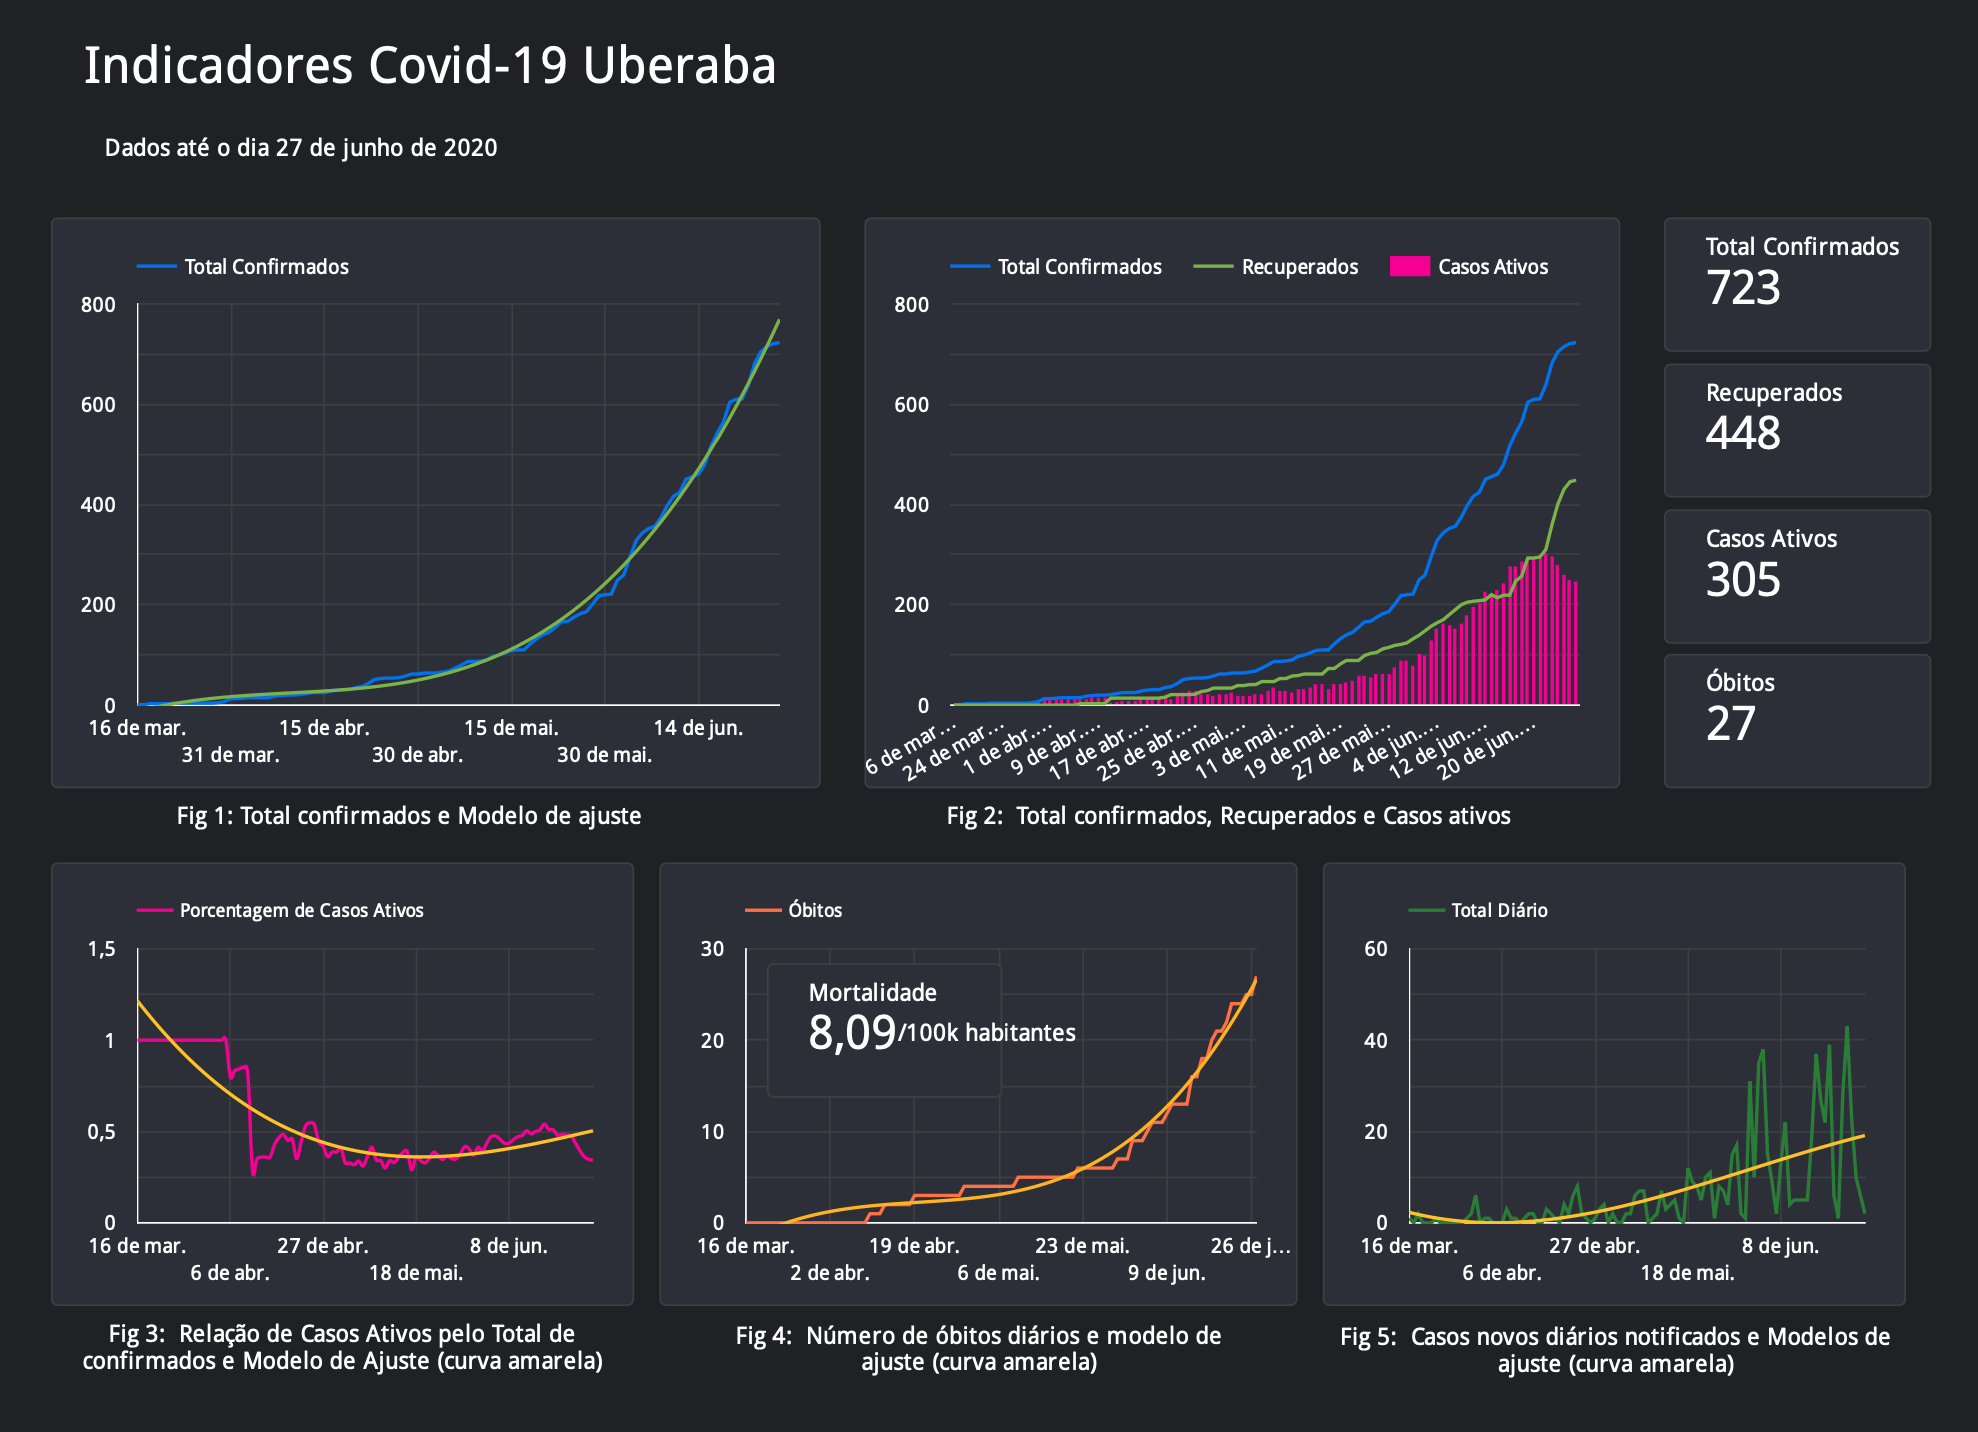 Indicadores Covid-19 Uberaba
Dados até o dia 27 de junho de 2020
Total Confirmados
800
600
400
200
0
16 de mar.
31 de mar.
15 de abr.
30 de abr.
15 de mai.
30 de mai.
14 de jun.
Fig 1: Total confirmados e Modelo de ajuste
Total Confirmados
Recuperados
Casos Ativos
800
600
400
200
0
6 de mar…
24 de mar…
1 de abr.…
9 de abr.…
17 de abr.…
25 de abr.…
3 de mai.…
11 de mai.…
19 de mai.…
27 de mai.…
4 de jun.…
12 de jun.…
20 de jun.…
Fig 2: Total confirmados, Recuperados e Casos ativos
Total Confirmados
723
Recuperados
448
Casos Ativos
305
Óbitos
27
Porcentagem de Casos Ativos
1,5
1
0,5
0
16 de mar.
6 de abr.
27 de abr.
18 de mai.
8 de jun.
Fig 3: Relação de Casos Ativos pelo Total de
confirmados e Modelo de Ajuste (curva amarela)
Óbitos
30
20
10
0
Mortalidade
8,09/100k habitantes
16 de mar.
2 de abr.
19 de abr.
6 de mai.
23 de mai.
9 de jun.
26 de j…
Fig 4: Número de óbitos diários e modelo de
ajuste (curva amarela)
Total Diário
60
40
20
0
16 de mar.
6 de abr.
27 de abr.
18 de mai.
8 de jun.
Fig 5: Casos novos diários notificados e Modelos de
ajuste (curva amarela)